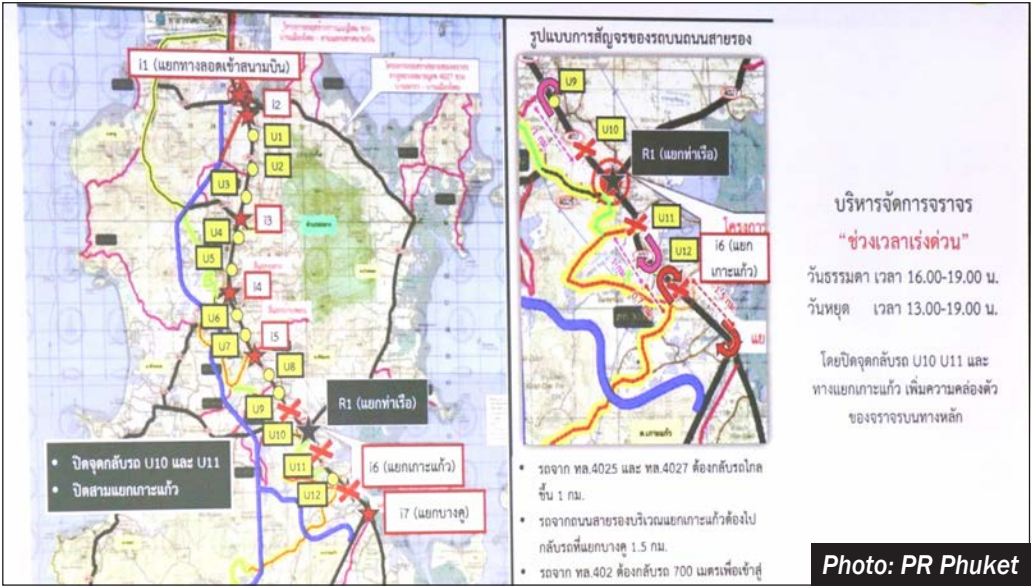 i1 (แยกทางลอดเข้าสนามบิน)
i2
U1
U2
U3
i3
U4
U5
i4
U6
U7
i5
U8
U9
R1 (แยกท่าเรือ)
U10
U11
i6 (แยกเกาะแก้ว)
U12
i7 (แยกบางคู)
• ปิดจุดกลับรถ U10 และ U11
• ปิดสามแยกเกาะแก้ว
รูปแบบการสัญจรของรถบนถนนสายรอง
U9
U10
R1 (แยกท่าเรือ)
U11
U12
i6 (แยก
เกาะแก้ว)
ต.เกาะแก้ว
• รถจาก ทล.4025 และ ทล.4027 ต้องกลับรถไกล
ขึ้น 1 กม.
• รถจากถนนสายรองบริเวณแยกเกาะแก้วต้องไป
กลับรถที่แยกบางคู 1.5 กม.
• รถจาก ทล.402 ต้องกลับรถ 700 เมตรเพื่อเข้าสู่
บริหารจัดการจราจร
“ช่วงเวลาเร่งด่วน”
วันธรรมดา เวลา 16.00-19.00 น.
วันหยุด เวลา 13.00-19.00 น.
โดยปิดจุดกลับรถ U10 U11 และ
ทางแยกเกาะแก้ว เพิ่มความคล่องตัว
ของจราจรบนทางหลัก
Photo: PR Phuket